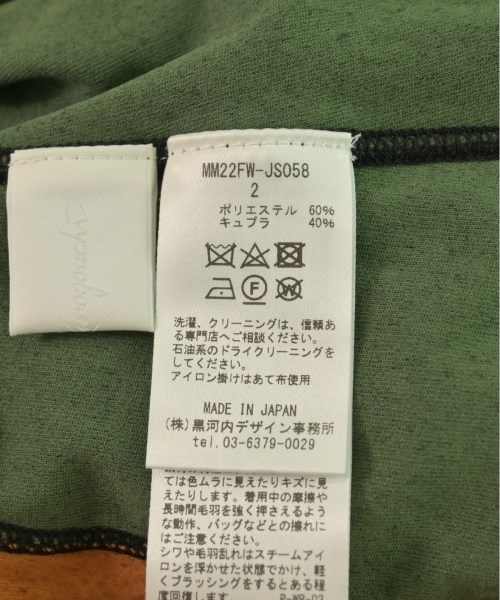 MM22FW-JS058
2
ポリエステル 60%
キュプラ 40%
F
W
洗濯、クリーニングは、信頼あ
る専門店へご相談ください。
石油系のドライクリーニングを
してください。
アイロン掛けはあて布使用
MADE IN JAPAN
(株)黒河内デザイン事務所
tel.03-6379-0029
ては色ムラに見えたりキズに見
えたりします。着用中の摩擦や
長時間毛羽を強く押さえるよう
な動作、バッグなどとの擦れに
はご注意ください。
シワや毛羽乱れはスチームアイ
ロンを浮かせた状態でかけ、軽
くブラッシングをするとある程
度回復します。 P-WR-03